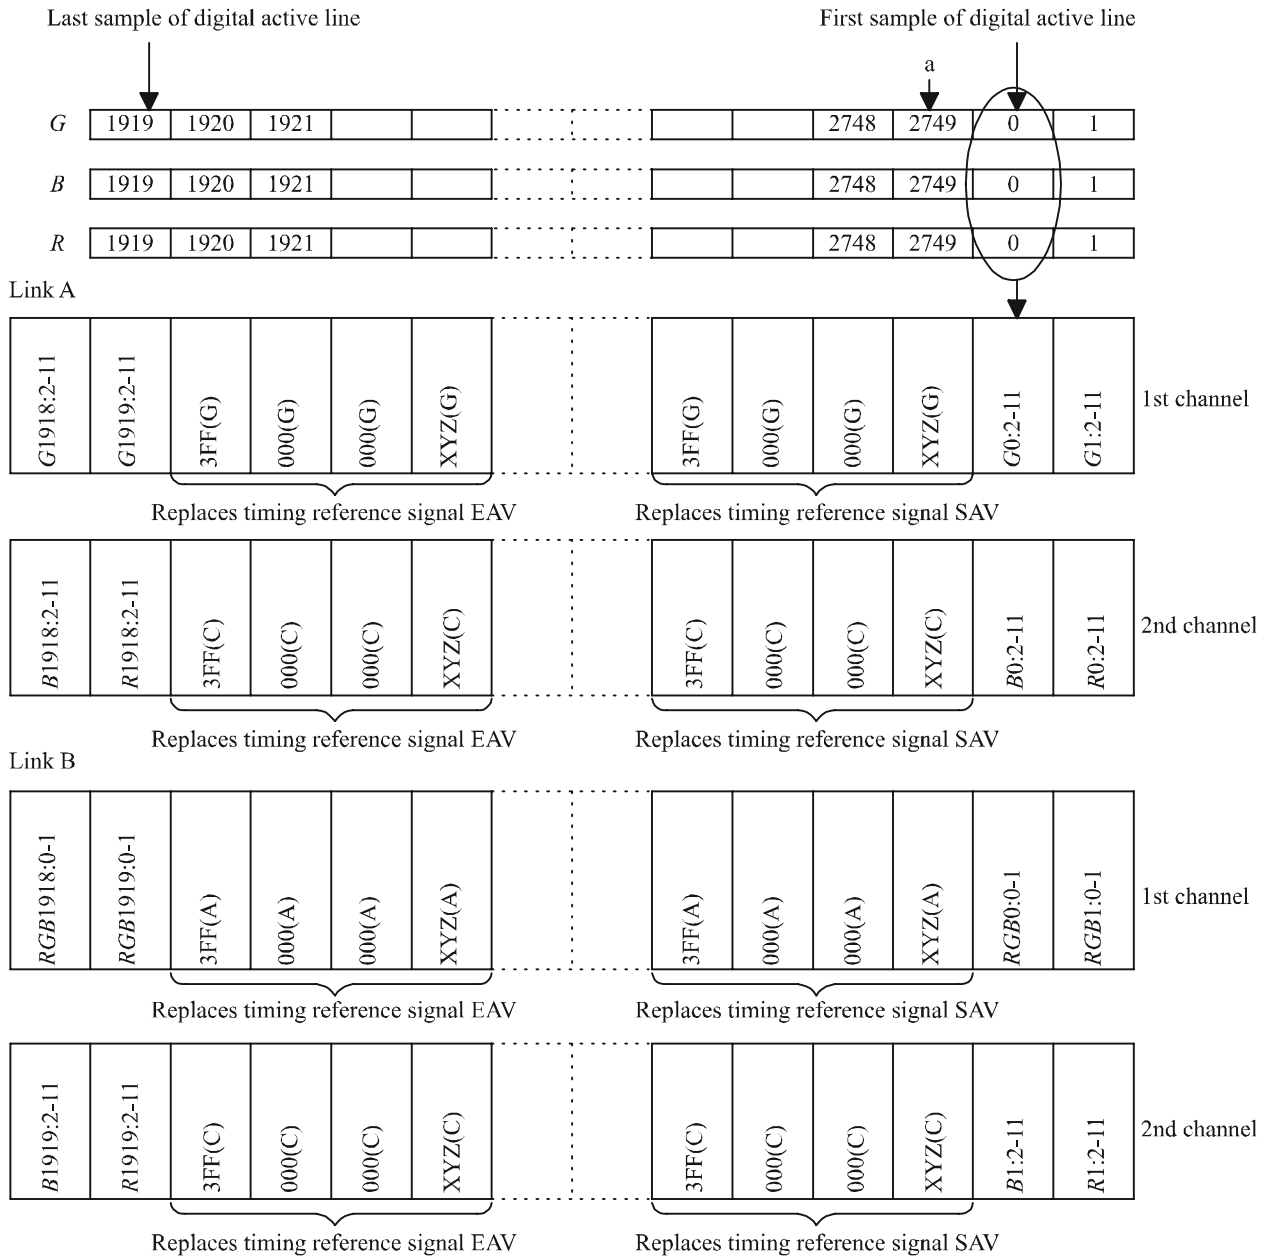 Last sample of digital active line First sample of digital active line
a
G 1919 1920 1921 2748 2749 0 1
B 1919 1920 1921 2748 2749 0 1
R 1919 1920 1921 2748 2749 0 1
Link A
G1918:2-11 G1919:2-11 3FF(G) 000(G) 000(G) XYZ(G) 3FF(G) 000(G) 000(G) XYZ(G) G0:2-11 G1:2-11 1st channel
Replaces timing reference signal EAV Replaces timing reference signal SAV
B1918:2-11 R1918:2-11 3FF(C) 000(C) 000(C) XYZ(C) 3FF(C) 000(C) 000(C) XYZ(C) B0:2-11 R0:2-11 2nd channel
Replaces timing reference signal EAV Replaces timing reference signal SAV
Link B
RGB1918:0-1 RGB1919:0-1 3FF(A) 000(A) 000(A) XYZ(A) 3FF(A) 000(A) 000(A) XYZ(A) RGB0:0-1 RGB1:0-1 1st channel
Replaces timing reference signal EAV Replaces timing reference signal SAV
B1919:2-11 R1919:2-11 3FF(C) 000(C) 000(C) XYZ(C) 3FF(C) 000(C) 000(C) XYZ(C) B1:2-11 R1:2-11 2nd channel
Replaces timing reference signal EAV Replaces timing reference signal SAV